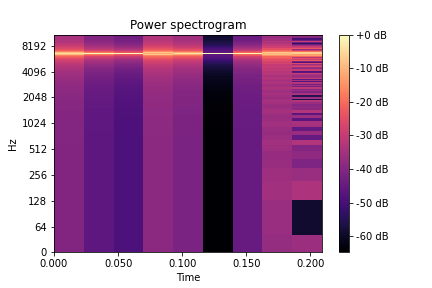 Power spectrogram
8192
4096
2048
1024
512
256
128
64
0
Hz
0.000 0.050 0.100 0.150 0.200
Time
+0 dB
-10 dB
-20 dB
-30 dB
-40 dB
-50 dB
-60 dB